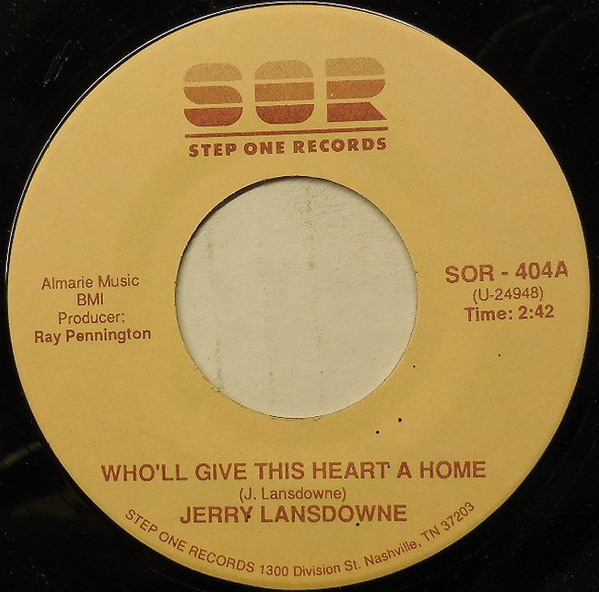 SOR
STEP ONE RECORDS
Almarie Music
BMI
Producer:
Ray Pennington
SOR - 404A
(U-24948)
Time: 2:42
WHO'LL GIVE THIS HEART A HOME
(J. Lansdowne)
JERRY LANSDOWNE
STEP ONE RECORDS 1300 Division St. Nashville, TN 37203